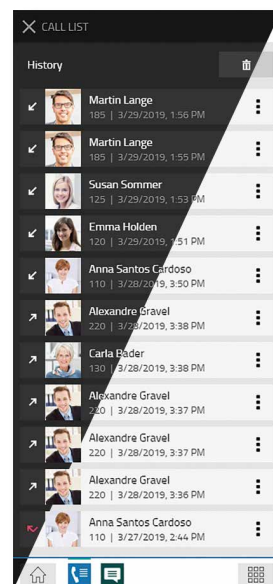 CALL LIST
History
Martin Lange
185 | 3/29/2019, 1:56 PM
Martin Lange
185 | 3/29/2019, 1:55 PM
Susan Sommer
125 | 3/29/2019, 1:53 PM
Emma Holden
120 | 3/29/2019, 1:51 PM
Anna Santos Cardoso
110 | 3/28/2019, 3:50 PM
Alexandre Gravel
220 | 3/28/2019, 3:38 PM
Carla Bader
130 | 3/28/2019, 3:38 PM
Alexandre Gravel
220 | 3/28/2019, 3:37 PM
Alexandre Gravel
220 | 3/28/2019, 3:37 PM
Alexandre Gravel
220 | 3/28/2019, 3:36 PM
Anna Santos Cardoso
110 | 3/27/2019, 2:44 PM